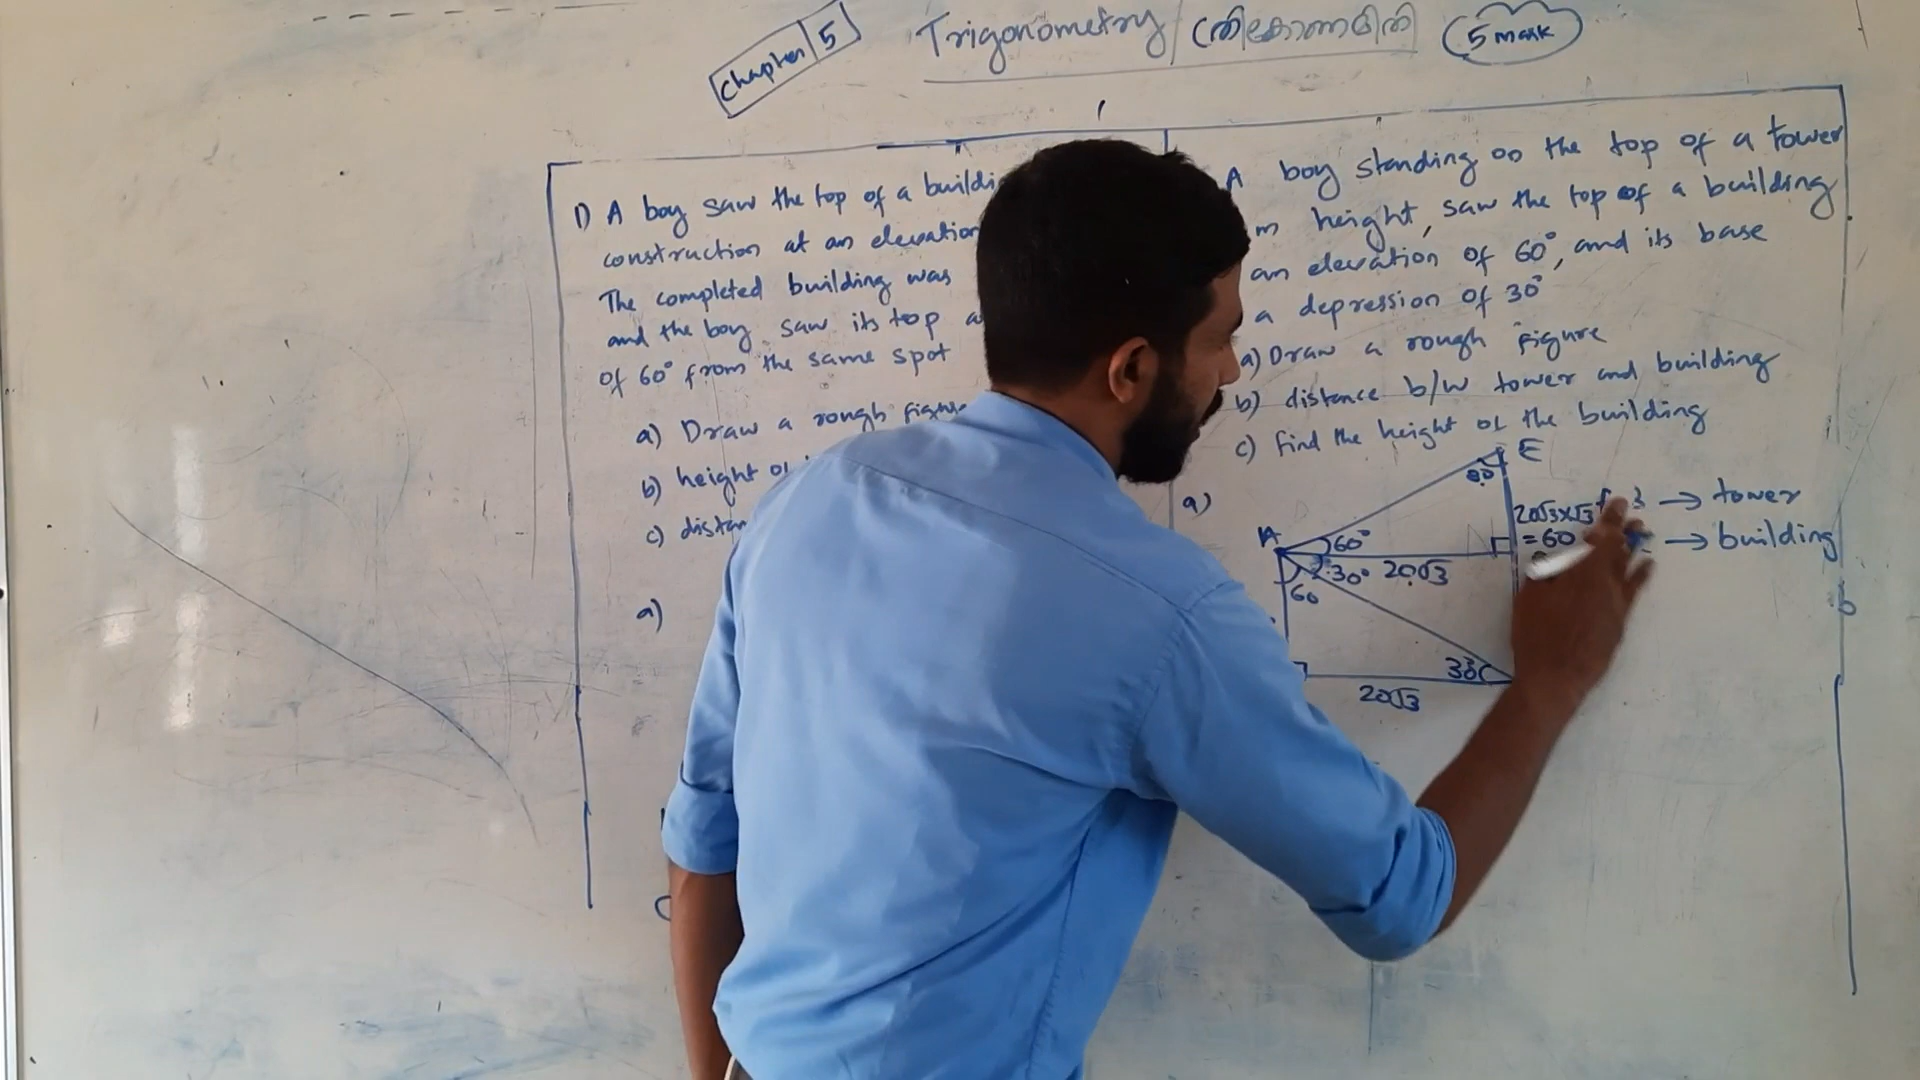 Chapter 5
Trigonometry / ത്രികോണമിതി
5 mark
1) A boy saw the top of a
construction at an elevation
The completed building was
and the boy saw its top
of 60° from the same spot
a) Draw a rough
b) height
c)
a)
A boy standing on the top of a tower
m height, saw the top of a building
an elevation of 60°, and its base
a depression of 30°
a) Draw a rough figure
b) distance b/w tower and building
c) find the height of the building
a)
E
A
60°
30°
20√3
60
20√3×√3
= 60
→ tower
→ building
30
20√3
b